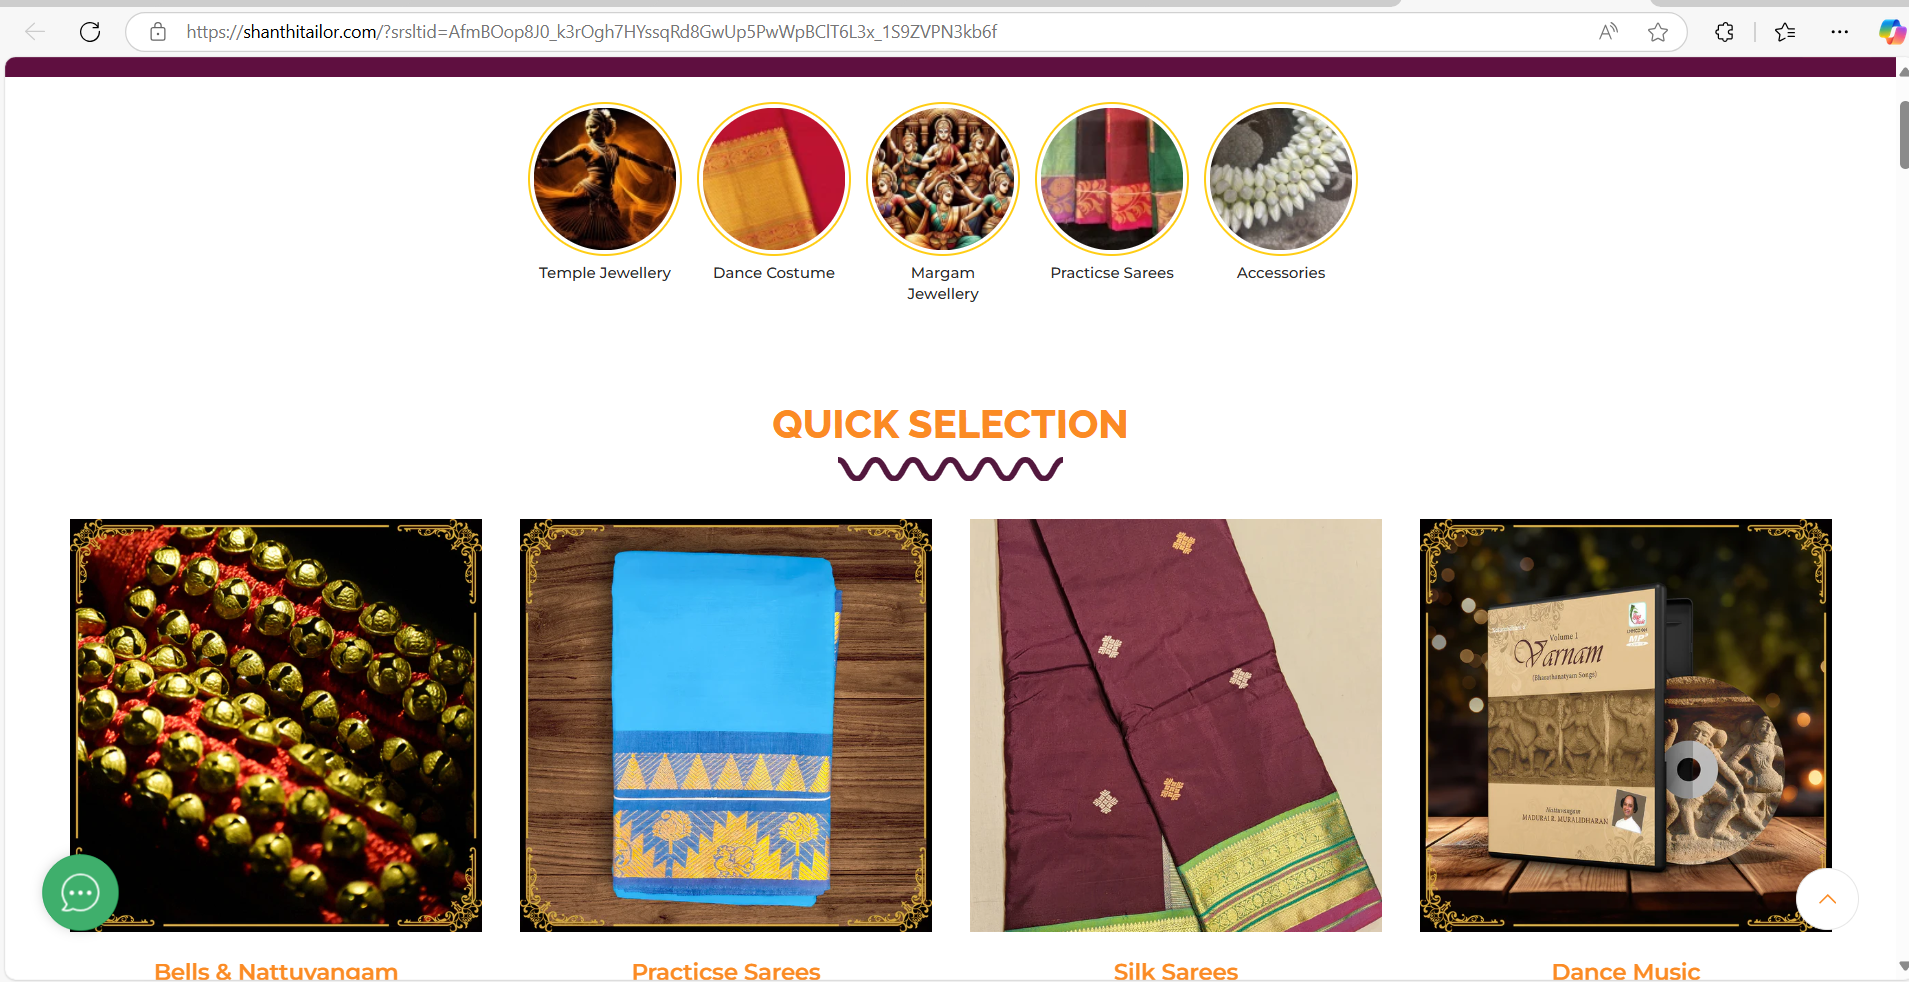 https://shanthitailor.com/?srsltid=AfmBOop8J0_k3rOgh7HYssqRd8GwUp5PwWpBClT6L3x_1S9ZVPN3kb6f
Temple Jewellery
Dance Costume
Margam
Jewellery
Practicse Sarees
Accessories
QUICK SELECTION
Volume 1
Varnam
(Bharathanatyam Songs)
Nattuvangam
MADURAI R. MURALIDHARAN
Bells & Nattuvangam
Practicse Sarees
Silk Sarees
Dance Music